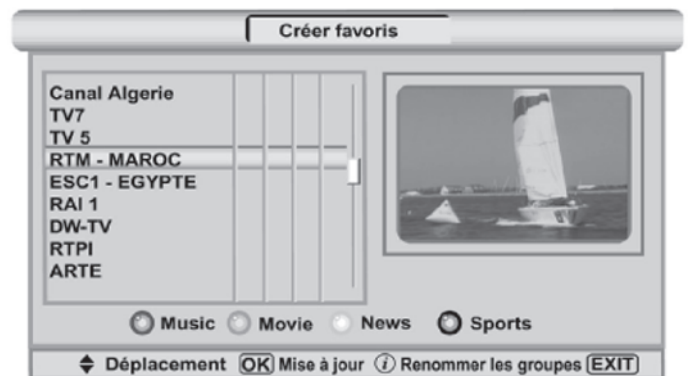 Créer favoris
Canal Algerie
TV7
TV 5
RTM - MAROC
ESC1 - EGYPTE
RAI 1
DW-TV
RTPI
ARTE
Music Movie News Sports
Déplacement OK Mise à jour i Renommer les groupes EXIT